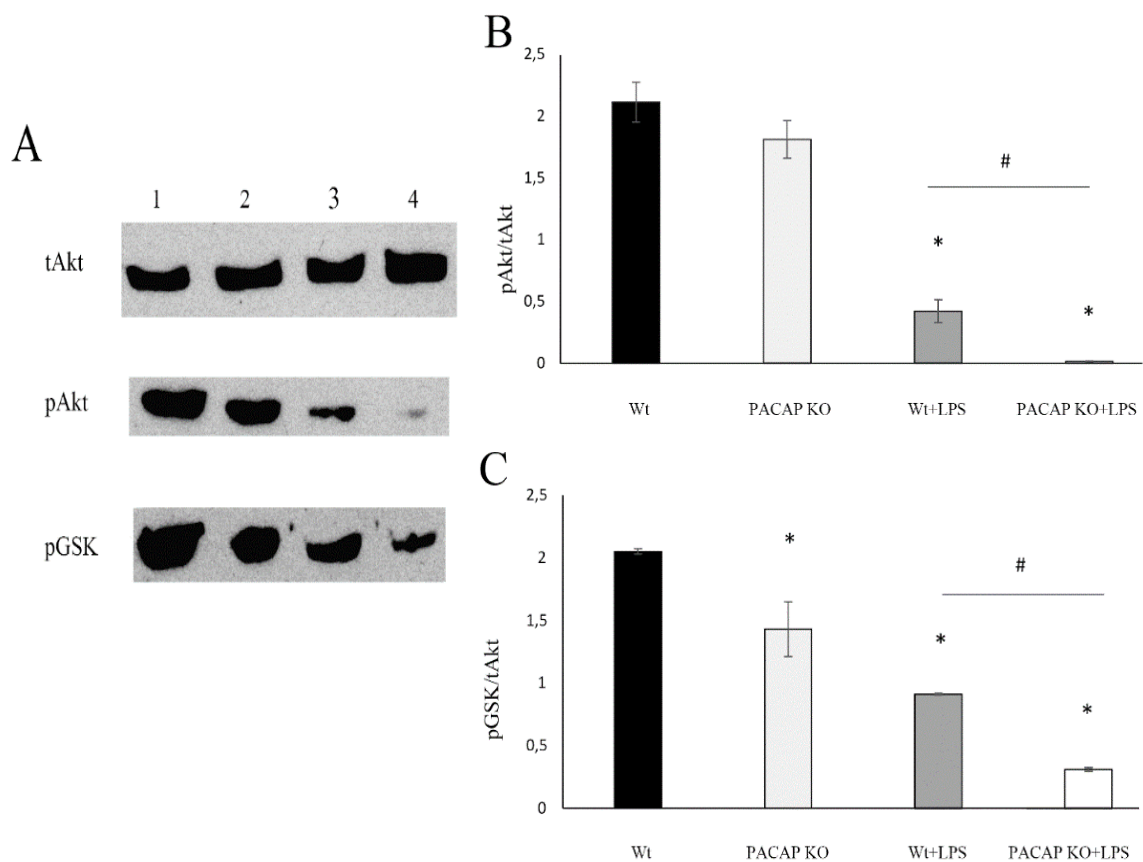 A
1 2 3 4
tAkt
pAkt
pGSK
B
2,5
2
1,5
1
0,5
0
pAkt/tAkt
#
*
*
Wt PACAP KO Wt+LPS PACAP KO+LPS
C
2,5
2
1,5
1
0,5
0
pGSK/tAkt
*
#
*
*
Wt PACAP KO Wt+LPS PACAP KO+LPS